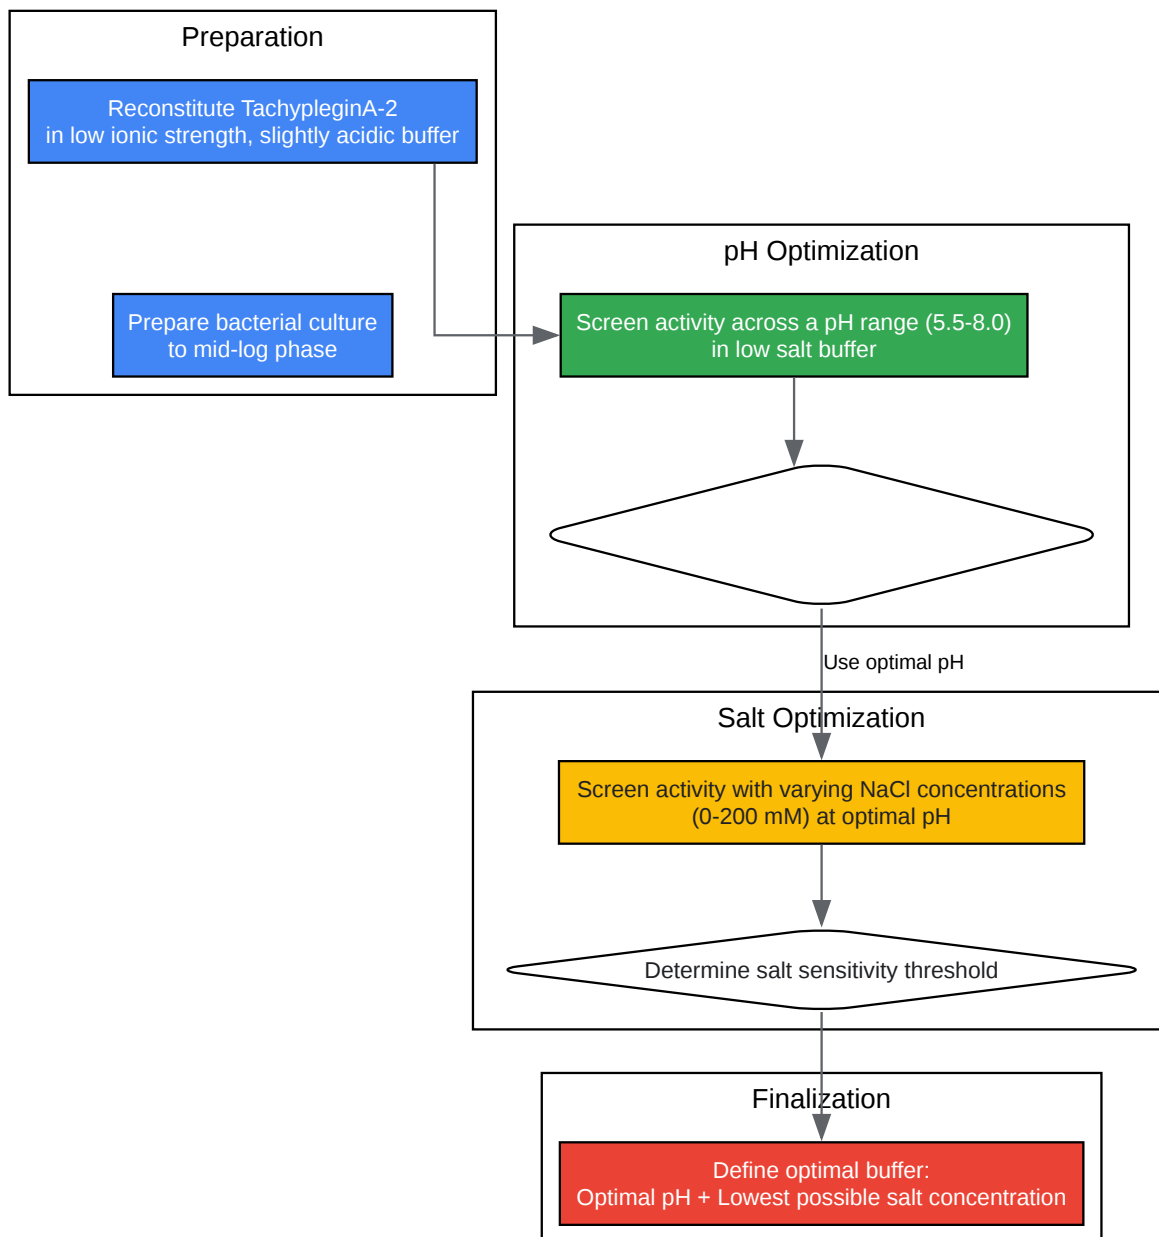 Preparation
Reconstitute TachypleginA-2
in low ionic strength, slightly acidic buffer
Prepare bacterial culture
to mid-log phase
pH Optimization
Screen activity across a pH range (5.5-8.0)
in low salt buffer
Use optimal pH
Salt Optimization
Screen activity with varying NaCl concentrations
(0-200 mM) at optimal pH
Determine salt sensitivity threshold
Finalization
Define optimal buffer:
Optimal pH + Lowest possible salt concentration